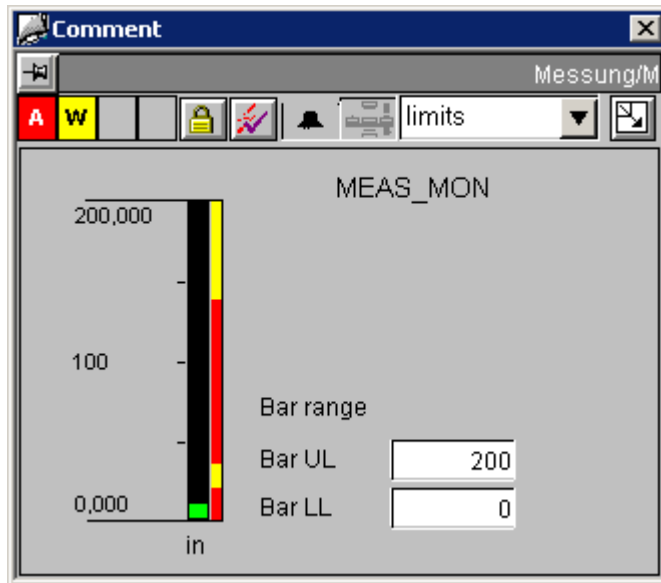 Comment
Messung/M
A W limits
MEAS_MON
200,000
100
Bar range
Bar UL 200
0,000 Bar LL 0
in